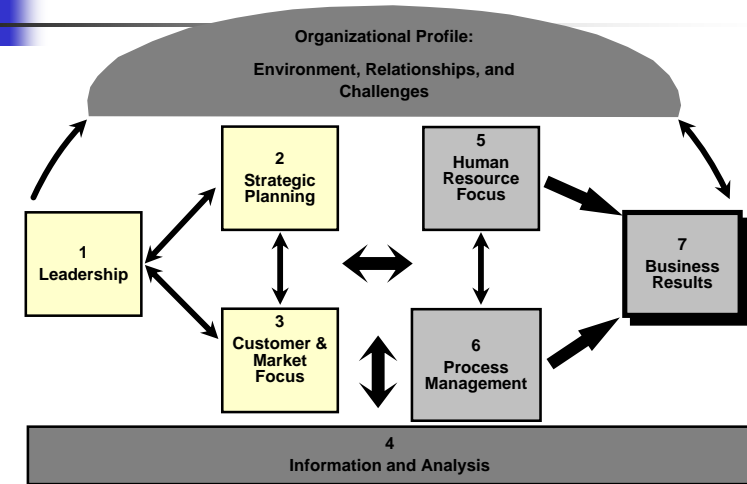 Organizational Profile:
Environment, Relationships, and
Challenges
2
Strategic
Planning
5
Human
Resource
Focus
1
Leadership
7
Business
Results
3
Customer &
Market
Focus
6
Process
Management
4
Information and Analysis